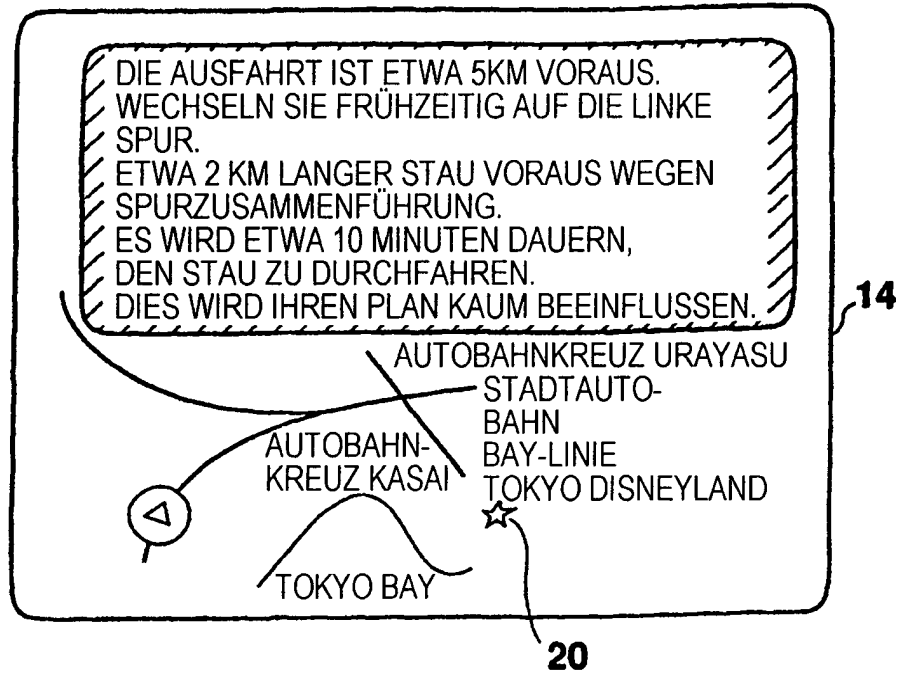 DIE AUSFAHRT IST ETWA 5KM VORAUS.
WECHSELN SIE FRÜHZEITIG AUF DIE LINKE
SPUR.
ETWA 2 KM LANGER STAU VORAUS WEGEN
SPURZUSAMMENFÜHRUNG.
ES WIRD ETWA 10 MINUTEN DAUERN,
DEN STAU ZU DURCHFAHREN.
DIES WIRD IHREN PLAN KAUM BEEINFLUSSEN.
14
AUTOBAHNKREUZ URAYASU
STADTAUTO-
BAHN
BAY-LINIE
AUTOBAHN-
KREUZ KASAI
TOKYO DISNEYLAND
TOKYO BAY
20